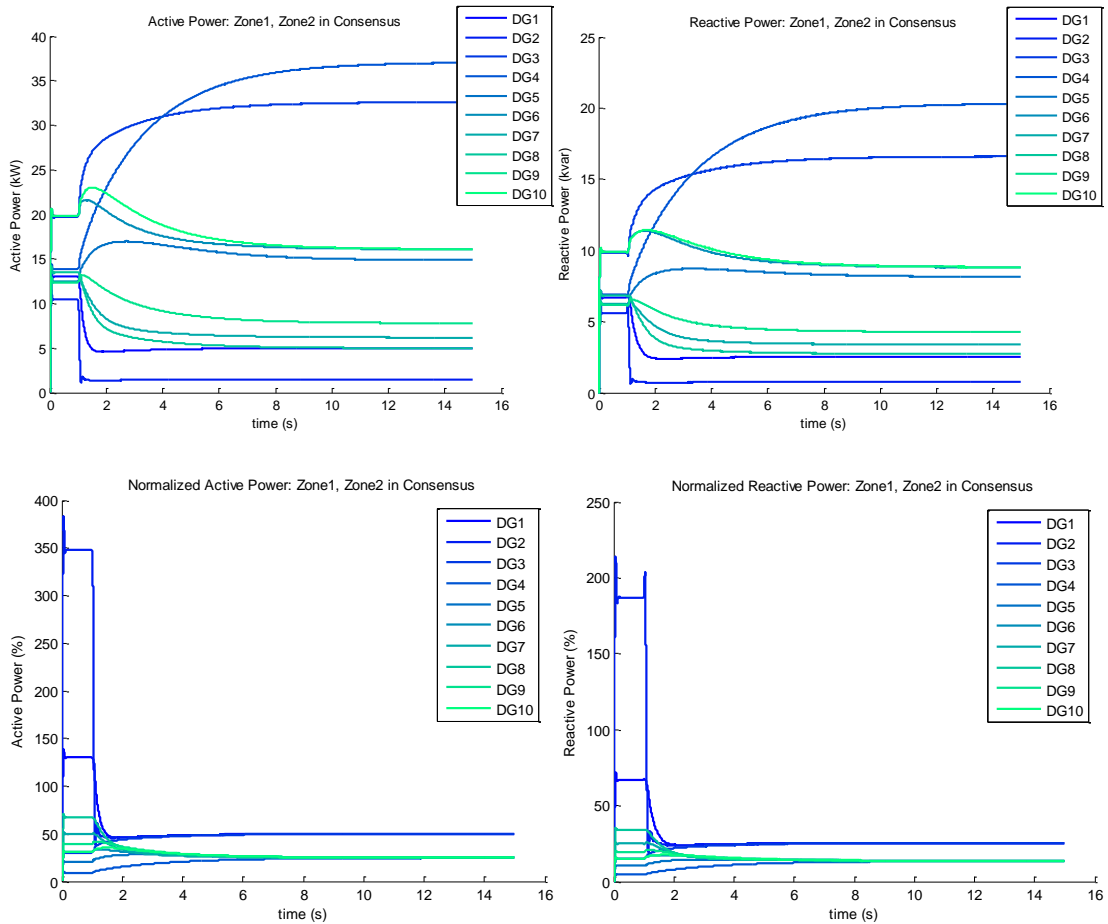 Active Power: Zone1, Zone2 in Consensus
Active Power (kW)
40
35
30
25
20
15
10
5
0
0 2 4 6 8 10 12 14 16
time (s)
DG1
DG2
DG3
DG4
DG5
DG6
DG7
DG8
DG9
DG10
Reactive Power: Zone1, Zone2 in Consensus
Reactive Power (kvar)
25
20
15
10
5
0
0 2 4 6 8 10 12 14 16
time (s)
DG1
DG2
DG3
DG4
DG5
DG6
DG7
DG8
DG9
DG10
Normalized Active Power: Zone1, Zone2 in Consensus
Active Power (%)
400
350
300
250
200
150
100
50
0
0 2 4 6 8 10 12 14 16
time (s)
DG1
DG2
DG3
DG4
DG5
DG6
DG7
DG8
DG9
DG10
Normalized Reactive Power: Zone1, Zone2 in Consensus
Reactive Power (%)
250
200
150
100
50
0
0 2 4 6 8 10 12 14 16
time (s)
DG1
DG2
DG3
DG4
DG5
DG6
DG7
DG8
DG9
DG10